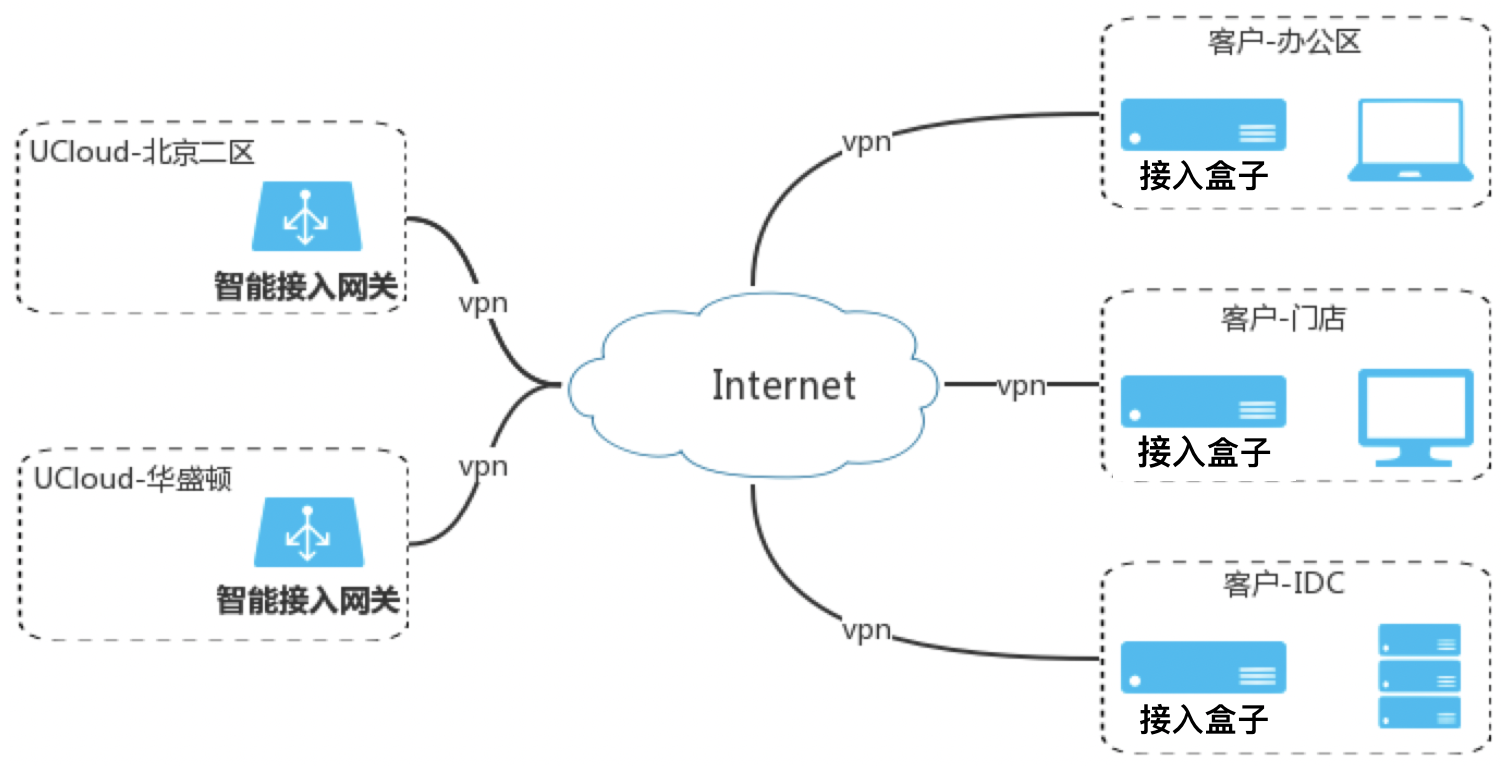 UCloud-北京二区
智能接入网关
vpn
UCloud-华盛顿
智能接入网关
vpn
Internet
vpn
客户-办公区
接入盒子
vpn
客户-门店
接入盒子
vpn
客户-IDC
接入盒子